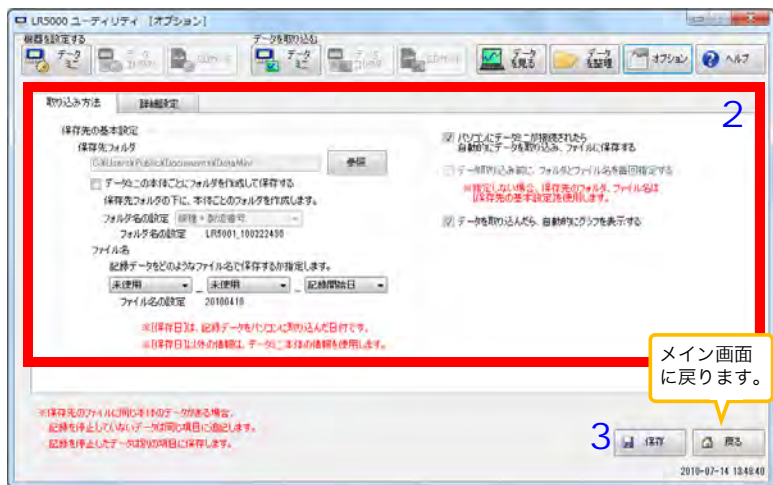 LR5000 ユーティリティ [オプション]
機器を設定する
データを取り込む
データミニ
データミニ
データを見る
データを整理
オプション
ヘルプ
取り込み方法
詳細設定
2
保存先の基本設定
保存先フォルダ
C:¥Users¥Public¥Documents¥DataMini
参照
データミニの本体ごとにフォルダを作成して保存する
保存先フォルダの下に、本体ごとのフォルダを作成します。
フォルダ名の設定 機種+製造番号
フォルダ名の設定 LR5001_100222430
ファイル名
記録データをどのようなファイル名で保存するか指定します。
未使用 _ 未使用 _ 記録開始日
ファイル名の設定 20100410
※[保存日]は、記録データをパソコンに取り込んだ日付です。
※[保存日]以外の情報は、データミニ本体の情報を使用します。
パソコンにデータミニが接続されたら
自動的にデータを取り込み、ファイルに保存する
データ取り込み前に、フォルダとファイル名を毎回指定する
※指定しない場合、保存先のフォルダ、ファイル名は
[保存先の基本設定]を使用します。
データを取り込んだら、自動的にグラフを表示する
メイン画面
に戻ります。
※保存先のファイルに同じ本体のデータがある場合、
記録を停止していないデータは同じ項目に追記します。
記録を停止したデータは別の項目に保存します。
3
保存
戻る
2010-07-14 13:48:40